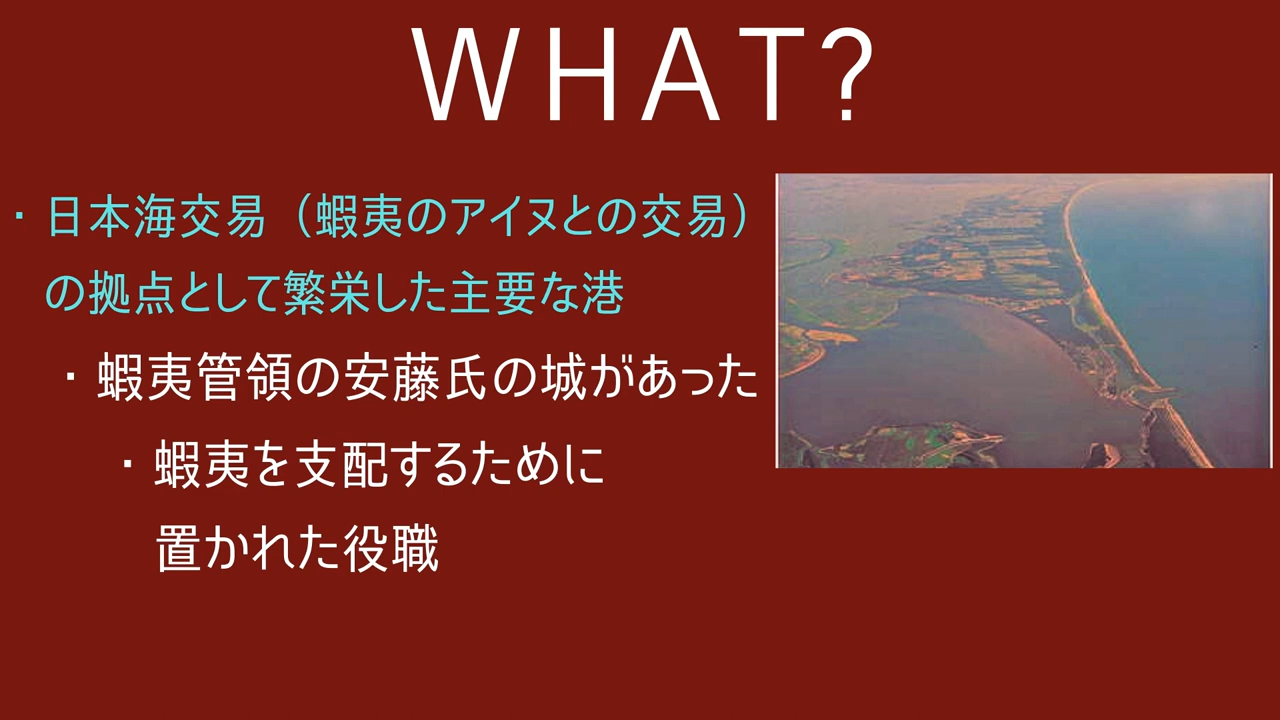 WHAT?
・日本海交易（蝦夷のアイヌとの交易）
の拠点として繁栄した主要な港
・蝦夷管領の安藤氏の城があった
・蝦夷を支配するために
置かれた役職